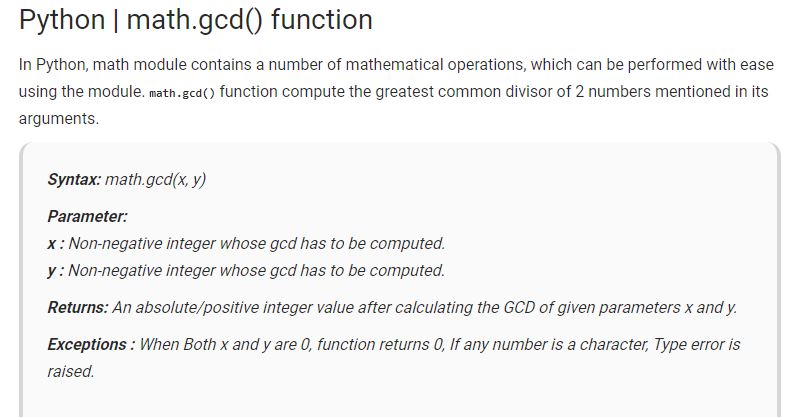 Python | math.gcd() function
In Python, math module contains a number of mathematical operations, which can be performed with ease
using the module. math.gcd() function compute the greatest common divisor of 2 numbers mentioned in its
arguments.
Syntax: math.gcd(x, y)
Parameter:
x : Non-negative integer whose gcd has to be computed.
y : Non-negative integer whose gcd has to be computed.
Returns: An absolute/positive integer value after calculating the GCD of given parameters x and y.
Exceptions : When Both x and y are 0, function returns 0, If any number is a character, Type error is
raised.